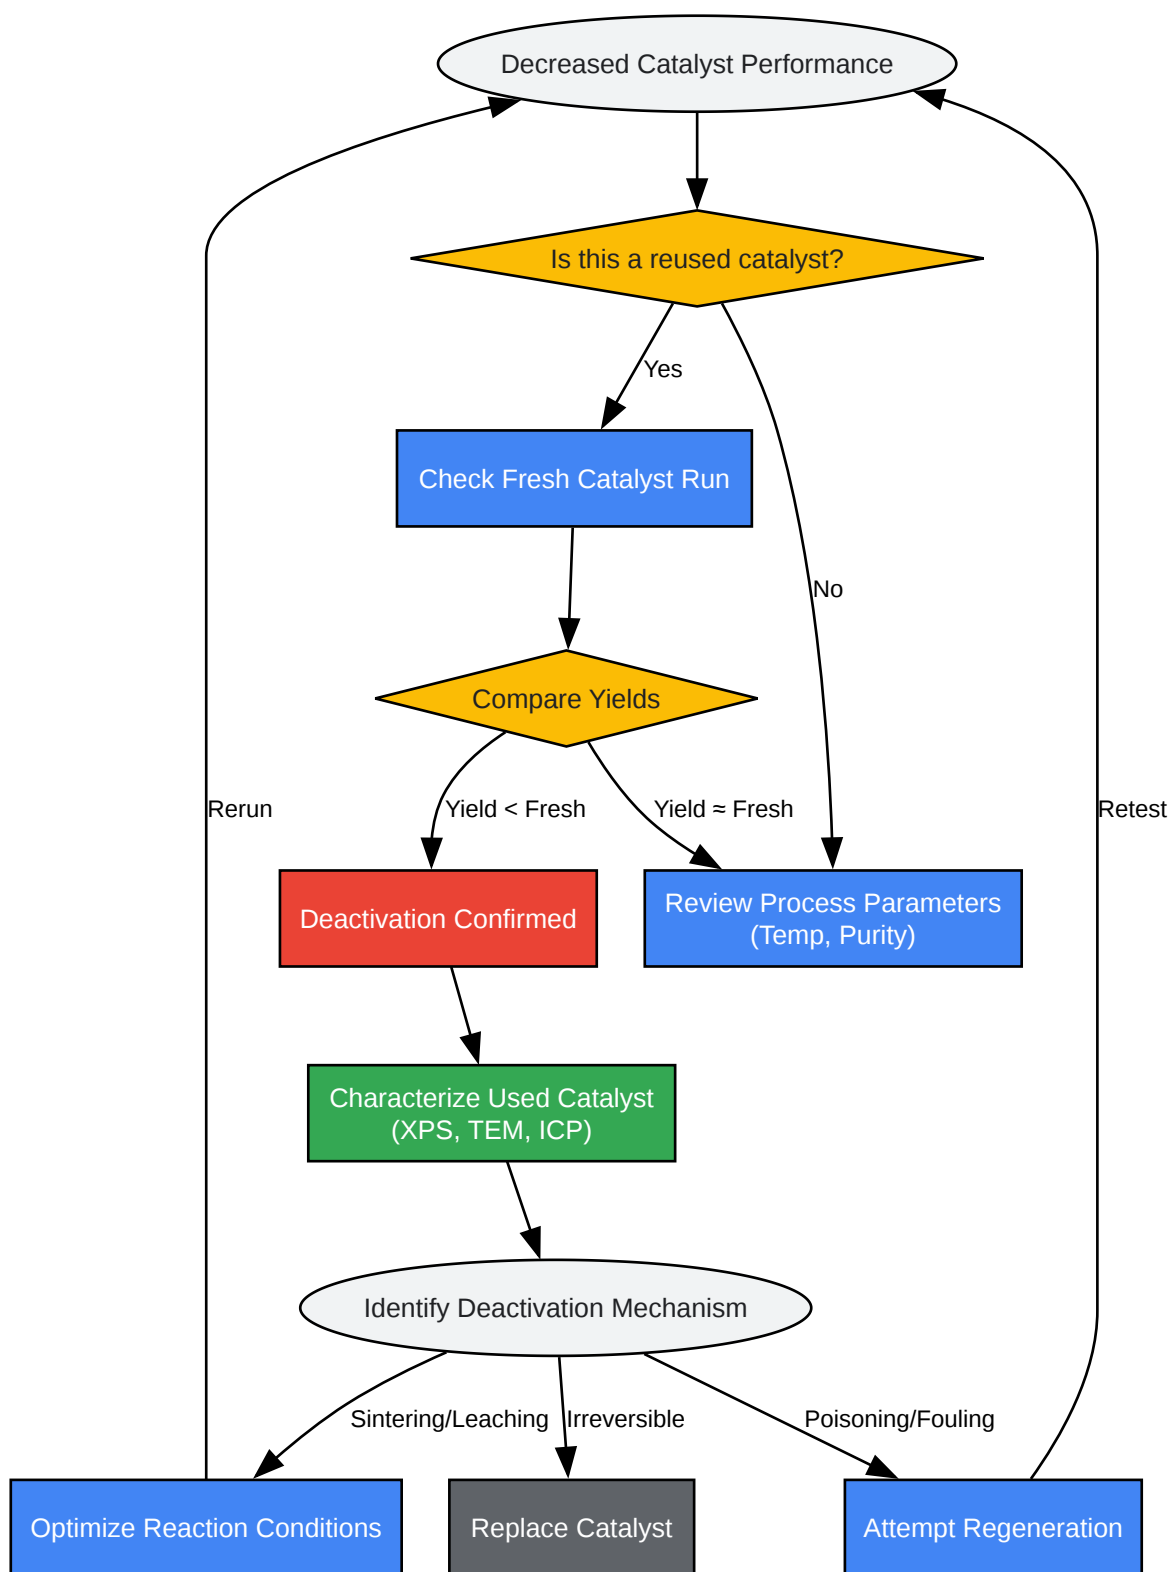 Decreased Catalyst Performance
Is this a reused catalyst?
Yes
Check Fresh Catalyst Run
No
Compare Yields
Rerun
Yield < Fresh
Yield ≈ Fresh
Retest
Deactivation Confirmed
Review Process Parameters
(Temp, Purity)
Characterize Used Catalyst
(XPS, TEM, ICP)
Identify Deactivation Mechanism
Sintering/Leaching
Irreversible
Poisoning/Fouling
Optimize Reaction Conditions
Replace Catalyst
Attempt Regeneration